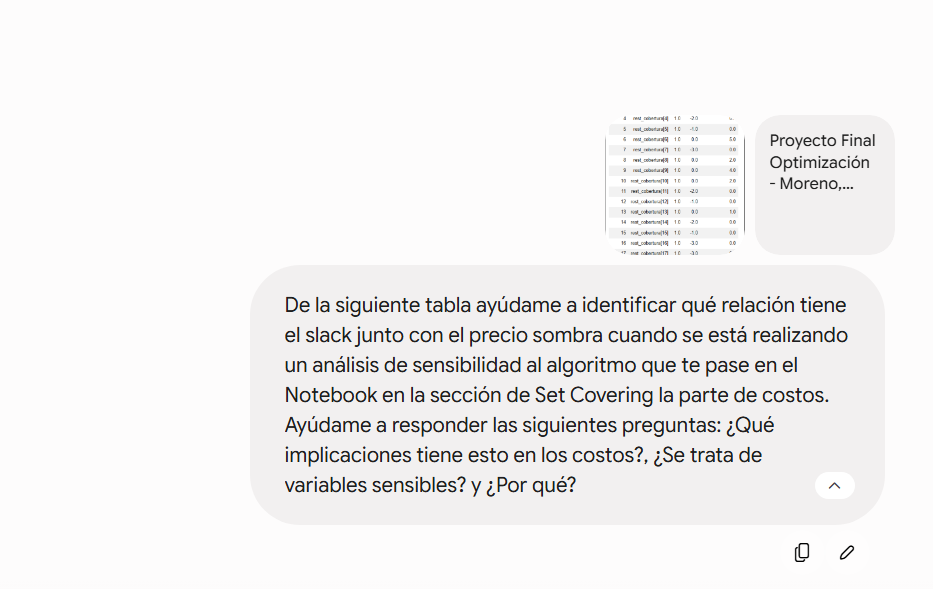 4 rest_cobertura[4] 1.0 -2.0
5 rest_cobertura[5] 1.0 -1.0 0.0
6 rest_cobertura[6] 1.0 0.0 5.0
7 rest_cobertura[7] 1.0 -3.0 0.0
8 rest_cobertura[8] 1.0 0.0 2.0
9 rest_cobertura[9] 1.0 0.0 4.0
10 rest_cobertura[10] 1.0 0.0 2.0
11 rest_cobertura[11] 1.0 -2.0 0.0
12 rest_cobertura[12] 1.0 -1.0 0.0
13 rest_cobertura[13] 1.0 0.0 1.0
14 rest_cobertura[14] 1.0 -2.0 0.0
15 rest_cobertura[15] 1.0 -1.0 0.0
16 rest_cobertura[16] 1.0 -3.0 0.0
17 rest_cobertura[17] 1.0 -3.0
Proyecto Final
Optimización
- Moreno,...
De la siguiente tabla ayúdame a identificar qué relación tiene
el slack junto con el precio sombra cuando se está realizando
un análisis de sensibilidad al algoritmo que te pase en el
Notebook en la sección de Set Covering la parte de costos.
Ayúdame a responder las siguientes preguntas: ¿Qué
implicaciones tiene esto en los costos?, ¿Se trata de
variables sensibles? y ¿Por qué?